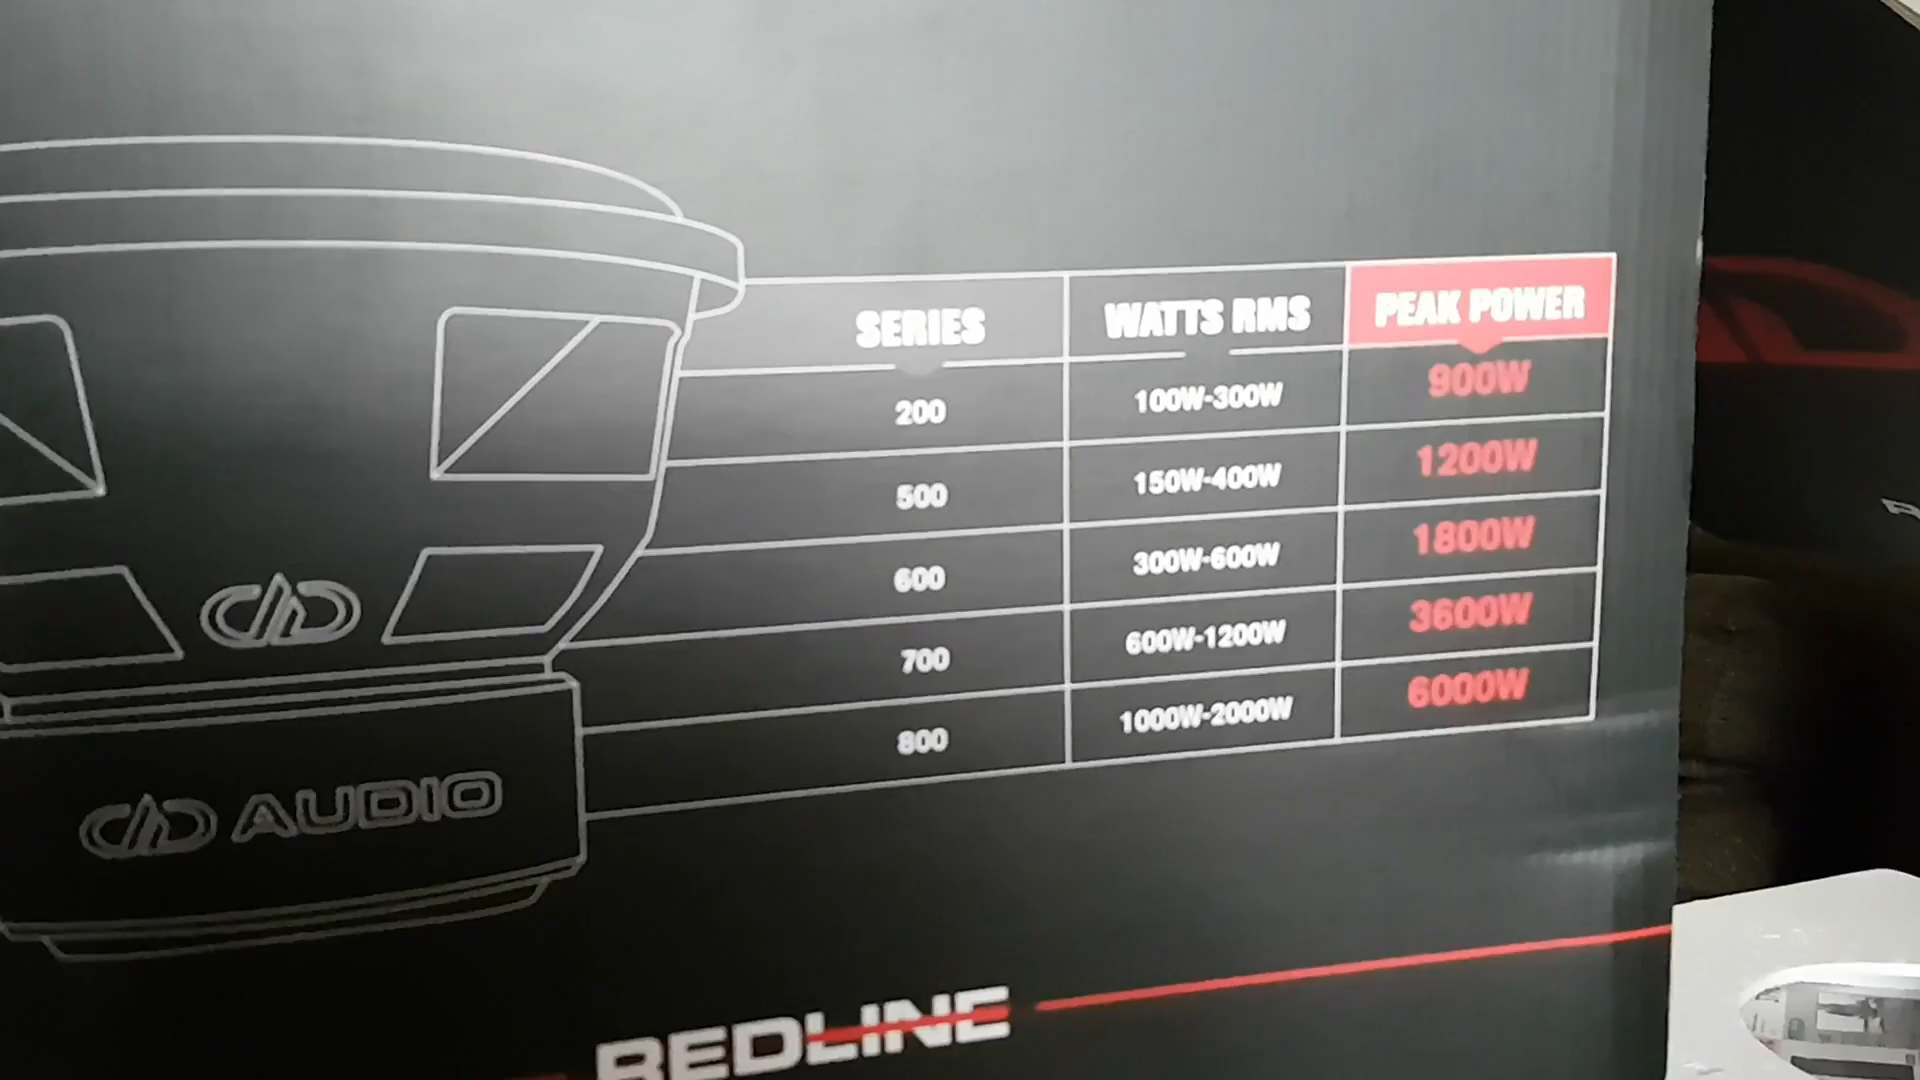 SERIES WATTS RMS PEAK POWER
200 100W-300W 900W
500 150W-400W 1200W
600 300W-600W 1800W
700 600W-1200W 3600W
800 1000W-2000W 6000W
AUDIO
REDLINE